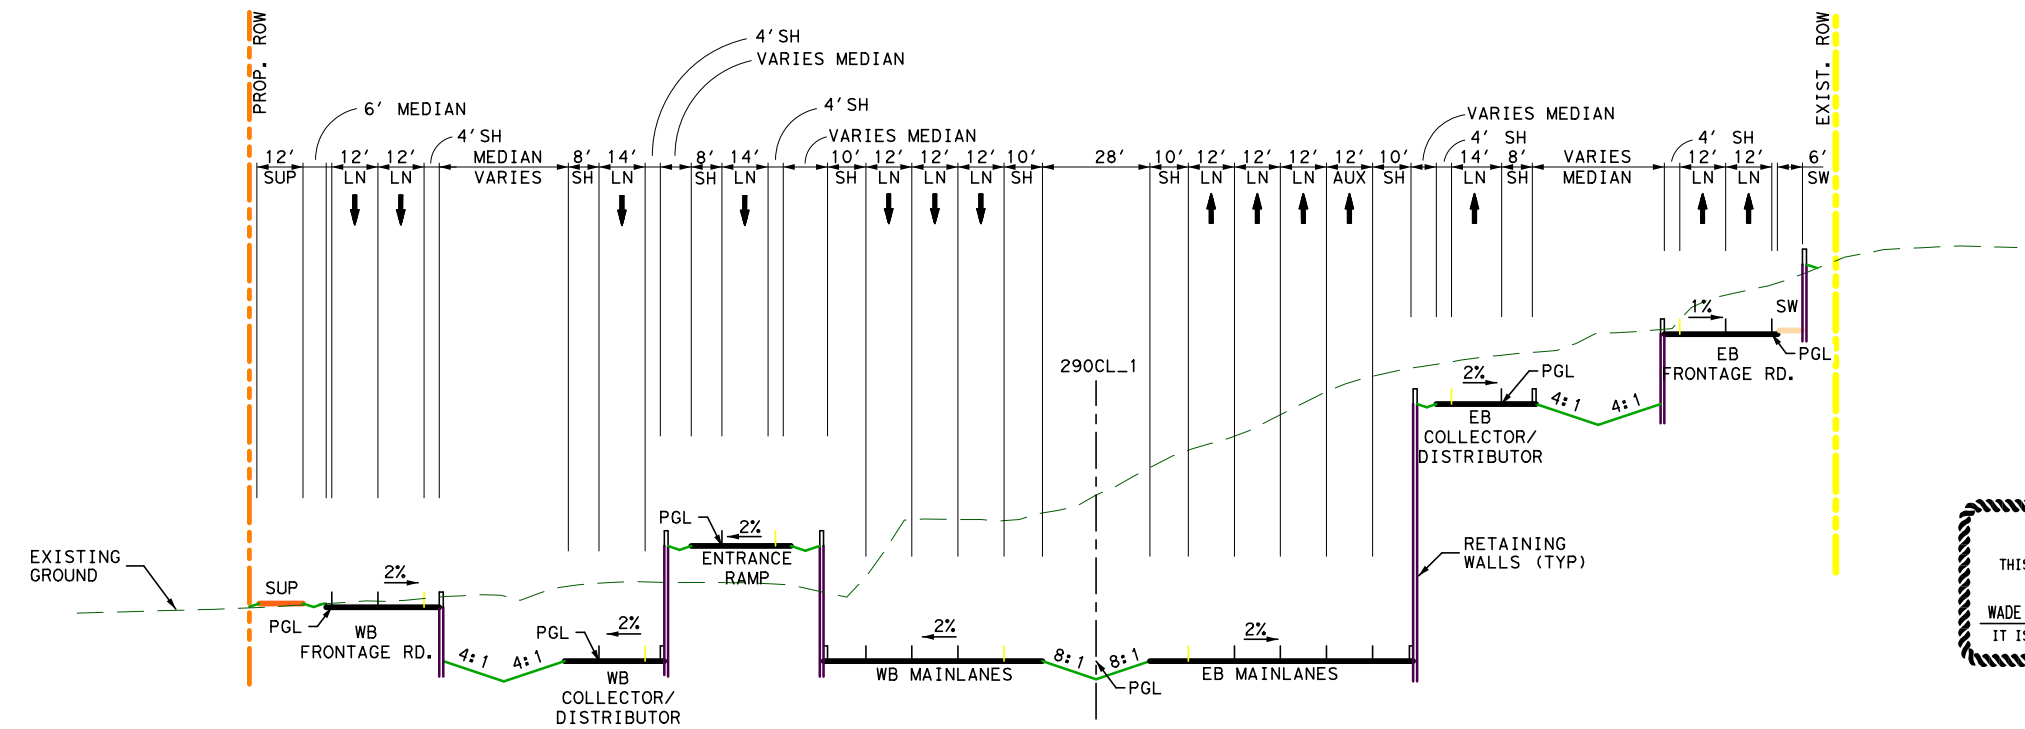 PROP. ROW
EXIST. ROW
4' SH
VARIES MEDIAN
6' MEDIAN
4' SH
4' SH
VARIES MEDIAN
VARIES MEDIAN
4' SH
4' SH
12' 12' 12' MEDIAN 8' 14' 8' 14' 10' 12' 12' 12' 10' 28' 10' 12' 12' 12' 12' 10' 14' 8' VARIES 12' 12' 6'
SUP LN LN VARIES SH LN SH LN SH LN LN LN SH SH LN LN LN AUX SH LN SH MEDIAN LN LN SW
1% SW
EB
FRONTAGE RD.
PGL
290CL_1
2% PGL
4:1 4:1
EB
COLLECTOR/
DISTRIBUTOR
PGL 2%
ENTRANCE
RAMP
RETAINING
WALLS (TYP)
EXISTING
GROUND
SUP 2%
PGL
WB
FRONTAGE RD.
4:1 4:1
PGL 2%
WB
COLLECTOR/
DISTRIBUTOR
2%
WB MAINLANES
8:1 8:1
PGL
2%
EB MAINLANES
THIS
WADE
IT IS